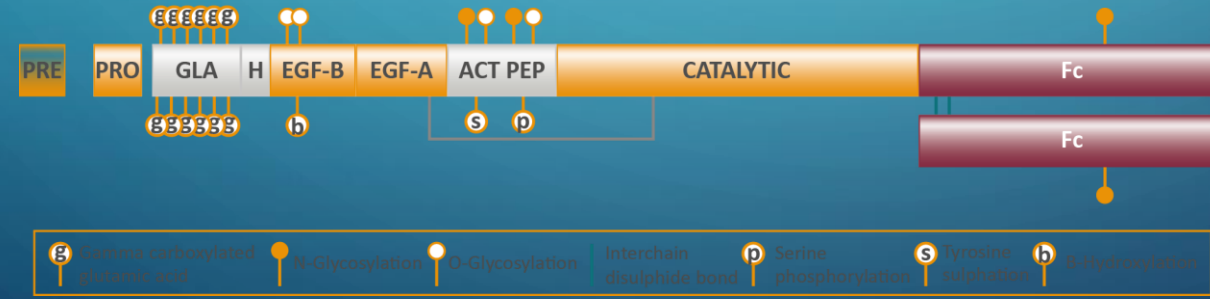 g g g g g g
PRE PRO GLA H EGF-B EGF-A ACT PEP CATALYTIC Fc
g g g g g g b s p
Fc
g Gamma carboxylated glutamic acid
N-Glycosylation
O-Glycosylation
Interchain
disulphide bond
p Serine
phosphorylation
s Tyrosine
sulphation
b